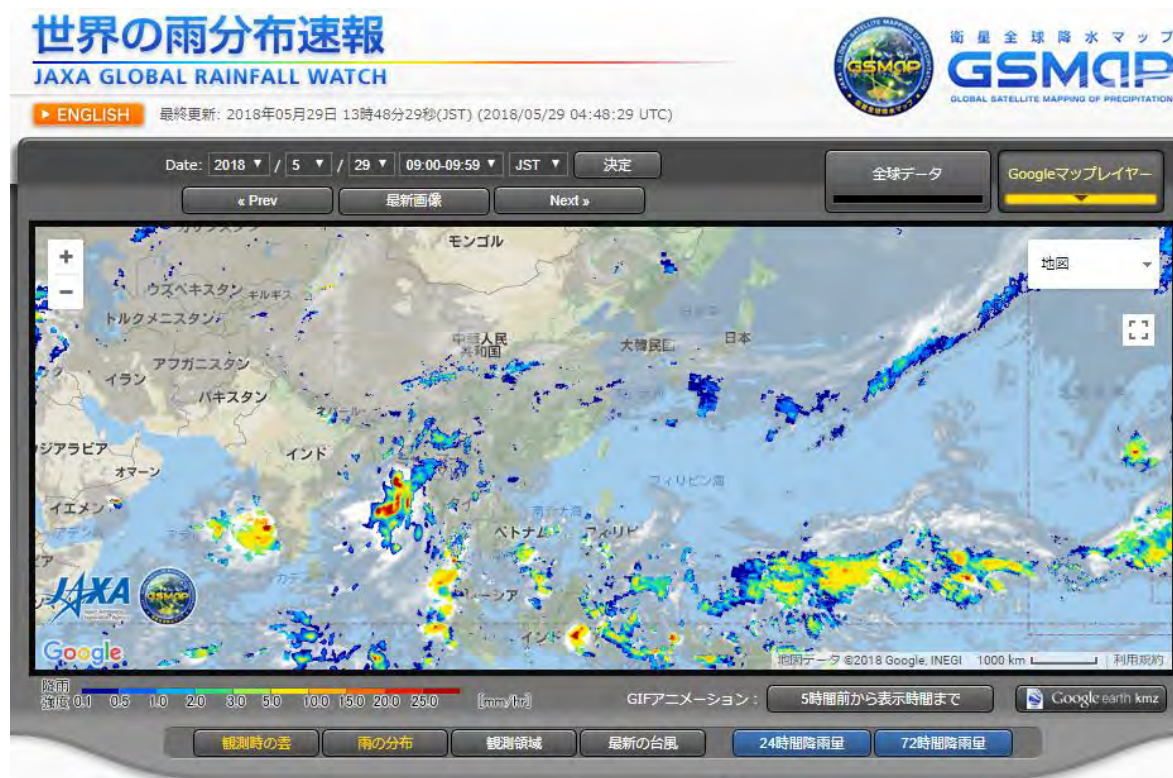 世界の雨分布速報
JAXA GLOBAL RAINFALL WATCH
衛星全球降水マップ
GSMaP
GLOBAL SATELLITE MAPPING OF PRECIPITATION
ENGLISH 最終更新: 2018年05月29日 13時48分29秒(JST) (2018/05/29 04:48:29 UTC)
Date: 2018 / 5 / 29 09:00-09:59 JST 決定
« Prev 最新画像 Next »
全球データ Googleマップレイヤー
+
−
地図
モンゴル
ウズベキスタン キルギス
トルクメニスタン
中華人民
共和国
大韓民国 日本
アフガニスタン
イラン
パキスタン
ネパール
インド
オマーン
イエメン
フィリピン海
タイ
ベトナム
JAXA
GSMaP
Google
地図データ ©2018 Google, INEGI 1000 km 利用規約
降雨
強度 0.1 0.5 1.0 2.0 3.0 5.0 10.0 15.0 20.0 25.0 [mm/hr]
GIFアニメーション : 5時間前から表示時間まで Google earth kmz
観測時の雲 雨の分布 観測領域 最新の台風 24時間降雨量 72時間降雨量